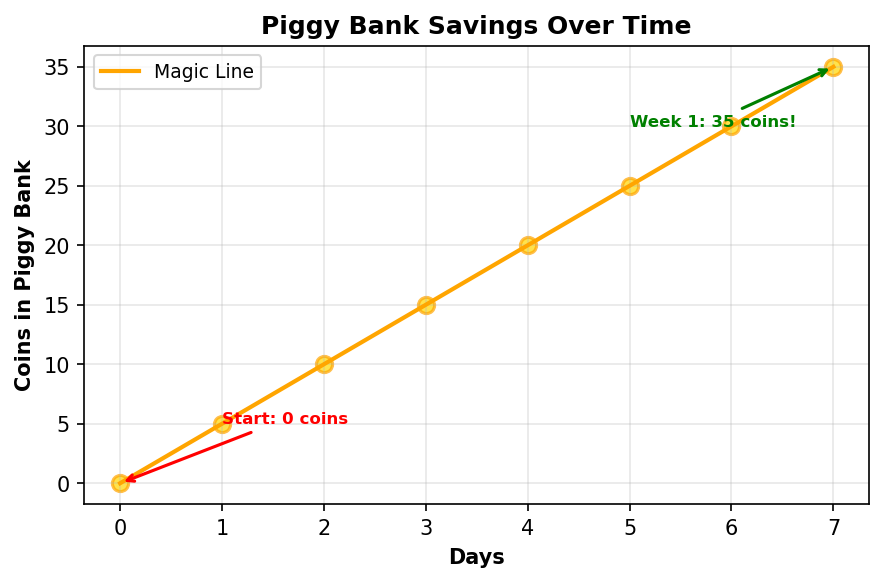 Piggy Bank Savings Over Time
Magic Line
Coins in Piggy Bank
35
30
25
20
15
10
5
0
Week 1: 35 coins!
Start: 0 coins
0 1 2 3 4 5 6 7
Days